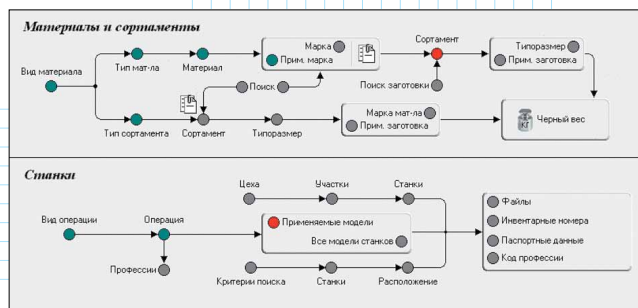 Материалы и сортаменты
Марка
Прим. марка
Сортамент
Типоразмер
Прим. заготовка
Тип мат-ла
Материал
Вид материала
Поиск
Поиск заготовки
Тип сортамента
Сортамент
Типоразмер
Марка мат-ла
Прим. заготовка
КГ
Черный вес
Станки
Цеха
Участки
Станки
Файлы
Вид операции
Операция
Применяемые модели
Инвентарные номера
Все модели станков
Паспортные данные
Код профессии
Профессии
Критерии поиска
Станки
Расположение